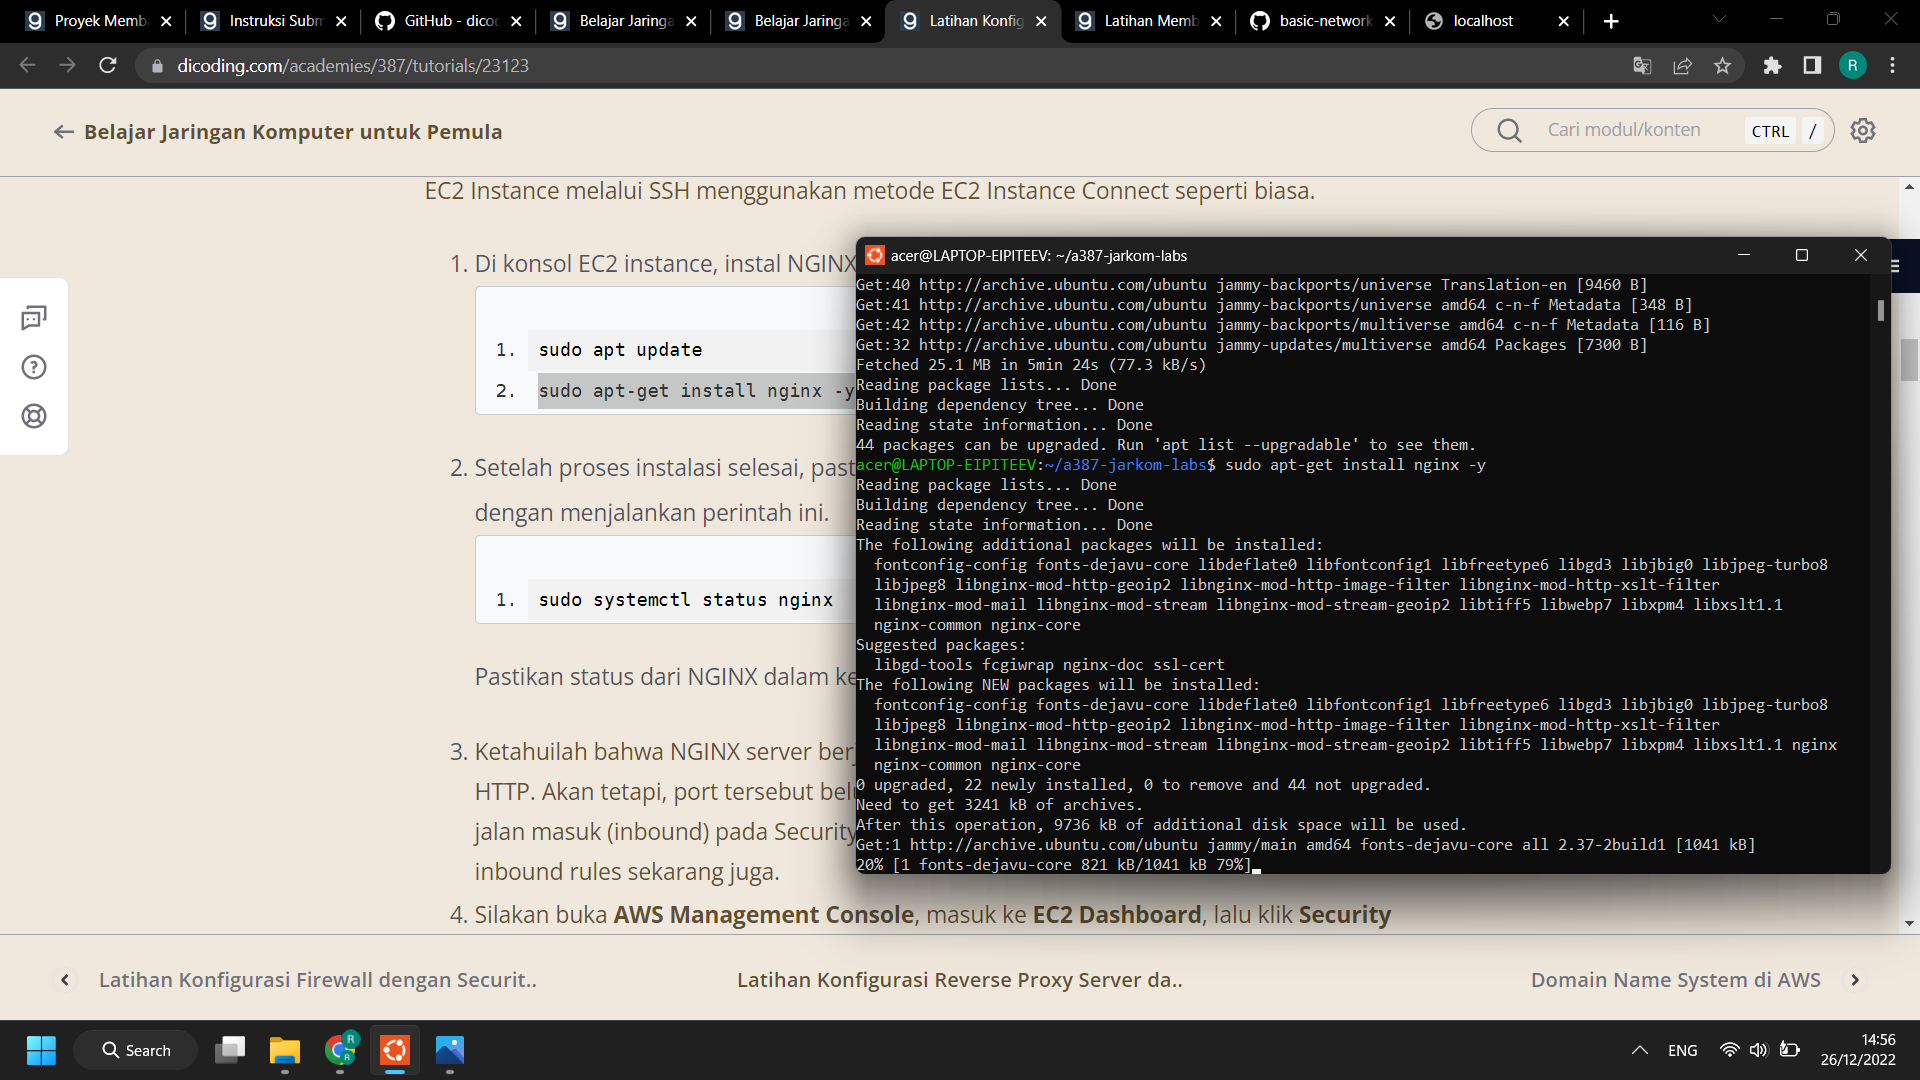 Proyek Memb
Instruksi Subm
GitHub - dico
Belajar Jaringa
Belajar Jaringa
Latihan Konfig
Latihan Memb
basic-network
localhost
dicoding.com/academies/387/tutorials/23123
R
Belajar Jaringan Komputer untuk Pemula
Cari modul/konten
CTRL
/
EC2 Instance melalui SSH menggunakan metode EC2 Instance Connect seperti biasa.
1. Di konsol EC2 instance, instal NGINX
1. sudo apt update
2. sudo apt-get install nginx -y
2. Setelah proses instalasi selesai, past
dengan menjalankan perintah ini.
1. sudo systemctl status nginx
Pastikan status dari NGINX dalam ke
3. Ketahuilah bahwa NGINX server berj
HTTP. Akan tetapi, port tersebut bel
jalan masuk (inbound) pada Security
inbound rules sekarang juga.
4. Silakan buka AWS Management Console, masuk ke EC2 Dashboard, lalu klik Security
acer@LAPTOP-EIPITEEV: ~/a387-jarkom-labs
Get:40 http://archive.ubuntu.com/ubuntu jammy-backports/universe Translation-en [9460 B]
Get:41 http://archive.ubuntu.com/ubuntu jammy-backports/universe amd64 c-n-f Metadata [348 B]
Get:42 http://archive.ubuntu.com/ubuntu jammy-backports/multiverse amd64 c-n-f Metadata [116 B]
Get:32 http://archive.ubuntu.com/ubuntu jammy-updates/multiverse amd64 Packages [7300 B]
Fetched 25.1 MB in 5min 24s (77.3 kB/s)
Reading package lists... Done
Building dependency tree... Done
Reading state information... Done
44 packages can be upgraded. Run 'apt list --upgradable' to see them.
acer@LAPTOP-EIPITEEV:~/a387-jarkom-labs$ sudo apt-get install nginx -y
Reading package lists... Done
Building dependency tree... Done
Reading state information... Done
The following additional packages will be installed:
fontconfig-config fonts-dejavu-core libdeflate0 libfontconfig1 libfreetype6 libgd3 libjbig0 libjpeg-turbo8
libjpeg8 libnginx-mod-http-geoip2 libnginx-mod-http-image-filter libnginx-mod-http-xslt-filter
libnginx-mod-mail libnginx-mod-stream libnginx-mod-stream-geoip2 libtiff5 libwebp7 libxpm4 libxslt1.1
nginx-common nginx-core
Suggested packages:
libgd-tools fcgiwrap nginx-doc ssl-cert
The following NEW packages will be installed:
fontconfig-config fonts-dejavu-core libdeflate0 libfontconfig1 libfreetype6 libgd3 libjbig0 libjpeg-turbo8
libjpeg8 libnginx-mod-http-geoip2 libnginx-mod-http-image-filter libnginx-mod-http-xslt-filter
libnginx-mod-mail libnginx-mod-stream libnginx-mod-stream-geoip2 libtiff5 libwebp7 libxpm4 libxslt1.1 nginx
nginx-common nginx-core
0 upgraded, 22 newly installed, 0 to remove and 44 not upgraded.
Need to get 3241 kB of archives.
After this operation, 9736 kB of additional disk space will be used.
Get:1 http://archive.ubuntu.com/ubuntu jammy/main amd64 fonts-dejavu-core all 2.37-2build1 [1041 kB]
20% [1 fonts-dejavu-core 821 kB/1041 kB 79%]
Latihan Konfigurasi Firewall dengan Securit..
Latihan Konfigurasi Reverse Proxy Server da..
Domain Name System di AWS
Search
R
R
ENG
14:56
26/12/2022